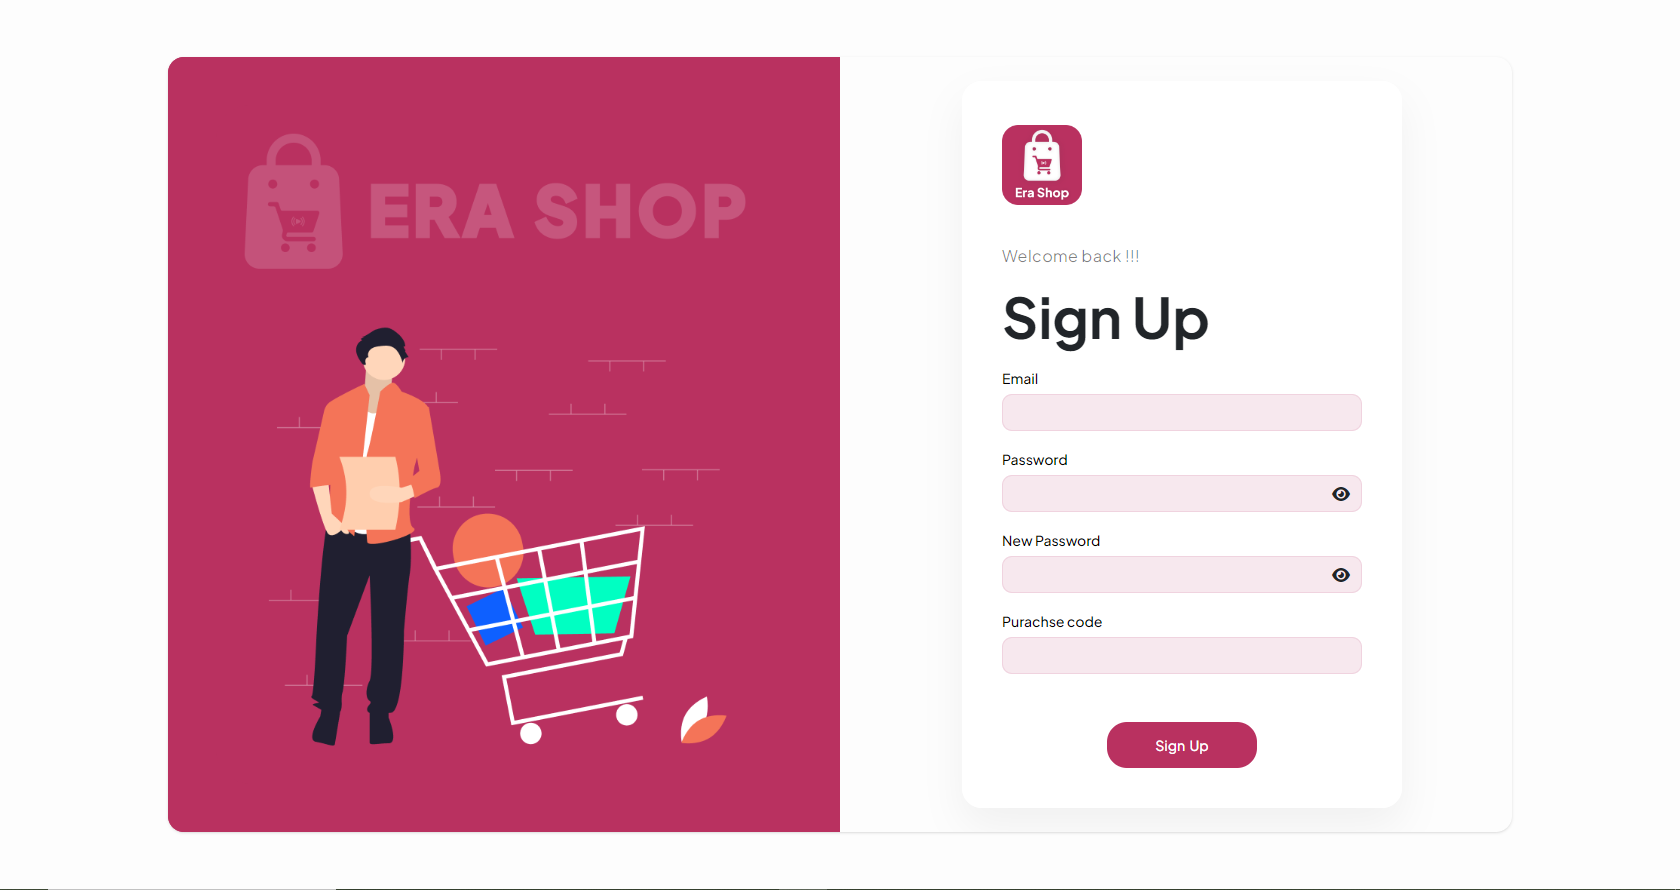 ERA SHOP
Era Shop
Welcome back !!!
Sign Up
Email
Password
New Password
Purachse code
Sign Up